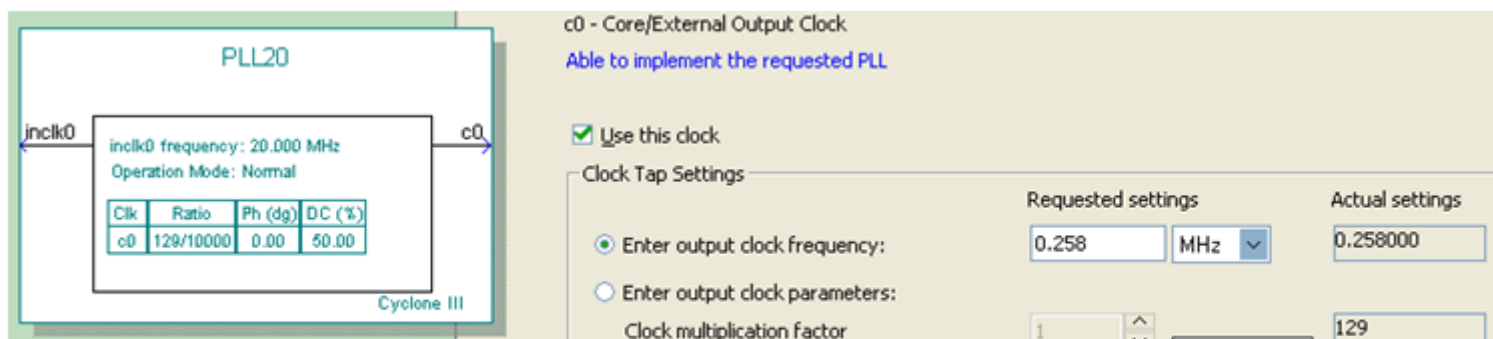 PLL20
inclk0
c0
inclk0 frequency: 20.000 MHz
Operation Mode: Normal
Clk Ratio Ph (dg) DC (%)
c0 129/10000 0.00 50.00
Cyclone III
c0 - Core/External Output Clock
Able to implement the requested PLL
Use this clock
Clock Tap Settings
Requested settings Actual settings
Enter output clock frequency: 0.258 MHz 0.258000
Enter output clock parameters:
Clock multiplication factor 1 129